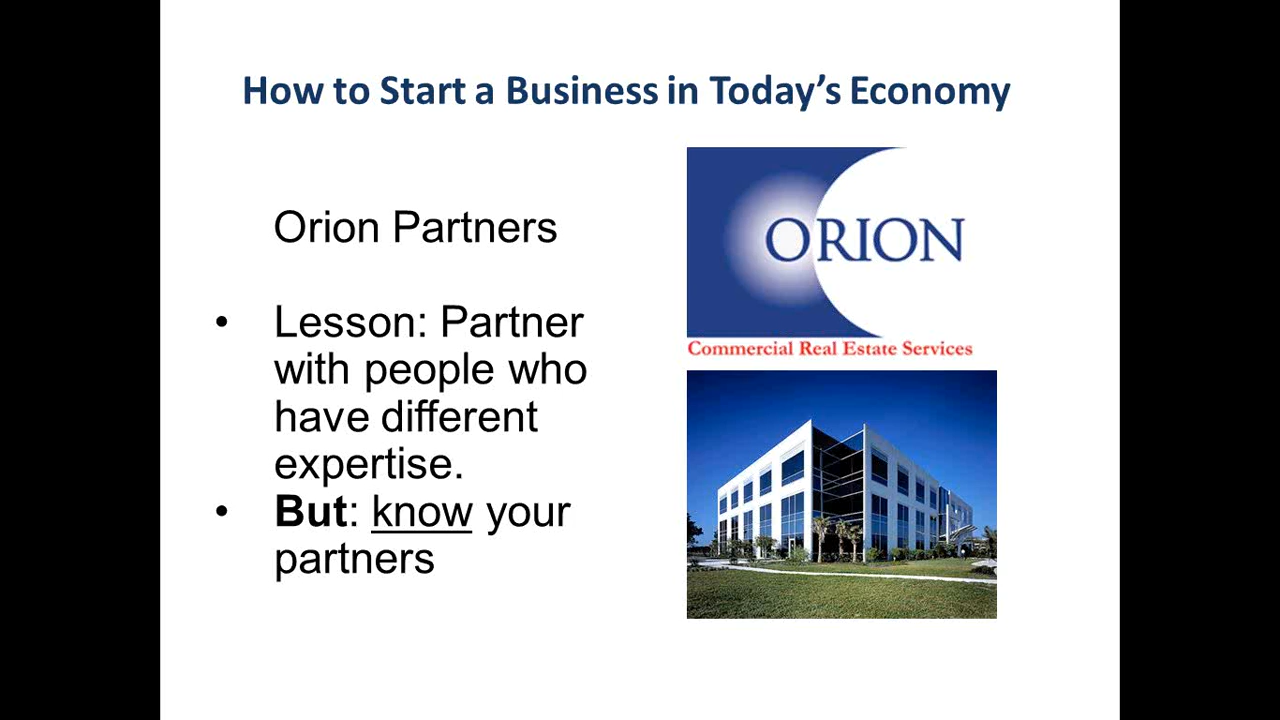 How to Start a Business in Today's Economy
Orion Partners
• Lesson: Partner
with people who
have different
expertise.
• But: know your
partners
ORION
Commercial Real Estate Services